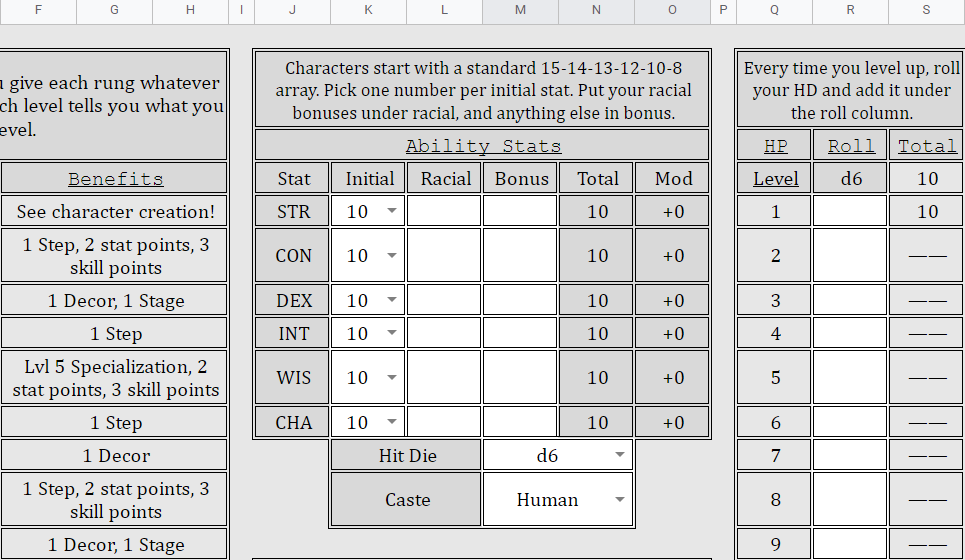 F G H I J K L M N O P Q R S
give each rung whatever
level tells you what you
Characters start with a standard 15-14-13-12-10-8
array. Pick one number per initial stat. Put your racial
bonuses under racial, and anything else in bonus.
Every time you level up, roll
your HD and add it under
the roll column.
Ability Stats
HP Roll Total
Benefits
Stat Initial Racial Bonus Total Mod
Level d6 10
See character creation!
STR 10 10 +0
1 10
1 Step, 2 stat points, 3
skill points
CON 10 10 +0
2 ——
1 Decor, 1 Stage
DEX 10 10 +0
3 ——
1 Step
INT 10 10 +0
4 ——
Lvl 5 Specialization, 2
stat points, 3 skill points
WIS 10 10 +0
5 ——
1 Step
CHA 10 10 +0
6 ——
1 Decor
Hit Die d6
7 ——
1 Step, 2 stat points, 3
skill points
Caste Human
8 ——
1 Decor, 1 Stage
9 ——